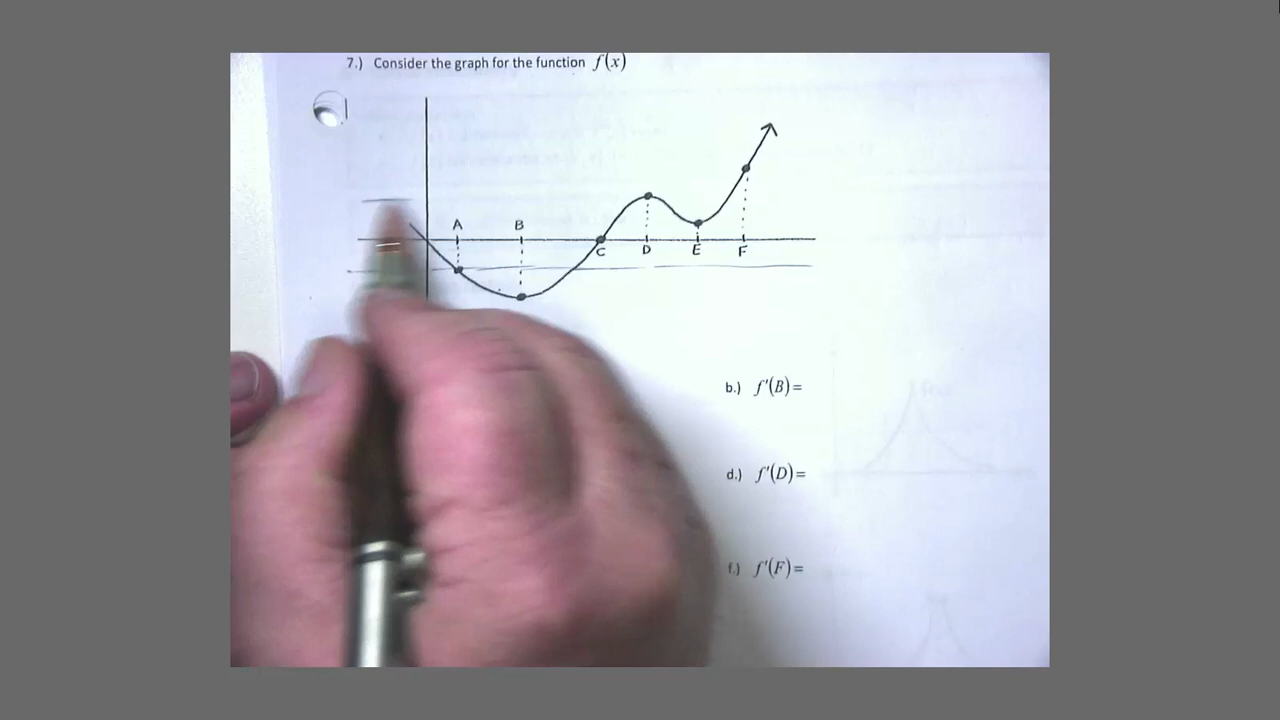 7.) Consider the graph for the function f(x)
A B
C D E F
b.) f'(B)=
d.) f'(D)=
f.) f'(F)=